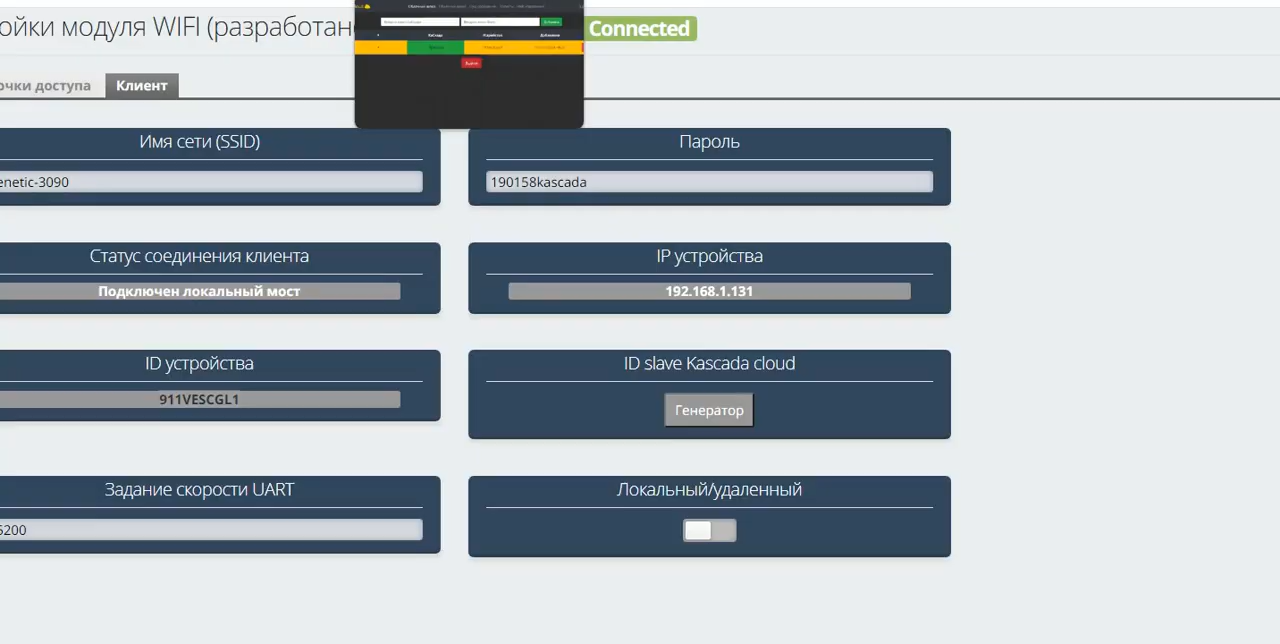 ойки модуля WIFI (разработан
Connected
очки доступа
Клиент
Имя сети (SSID)
Пароль
enetic-3090
190158kascada
Статус соединения клиента
IP устройства
Подключен локальный мост
192.168.1.131
ID устройства
ID slave Kascada cloud
911VESCGL1
Генератор
Задание скорости UART
Локальный/удаленный
5200